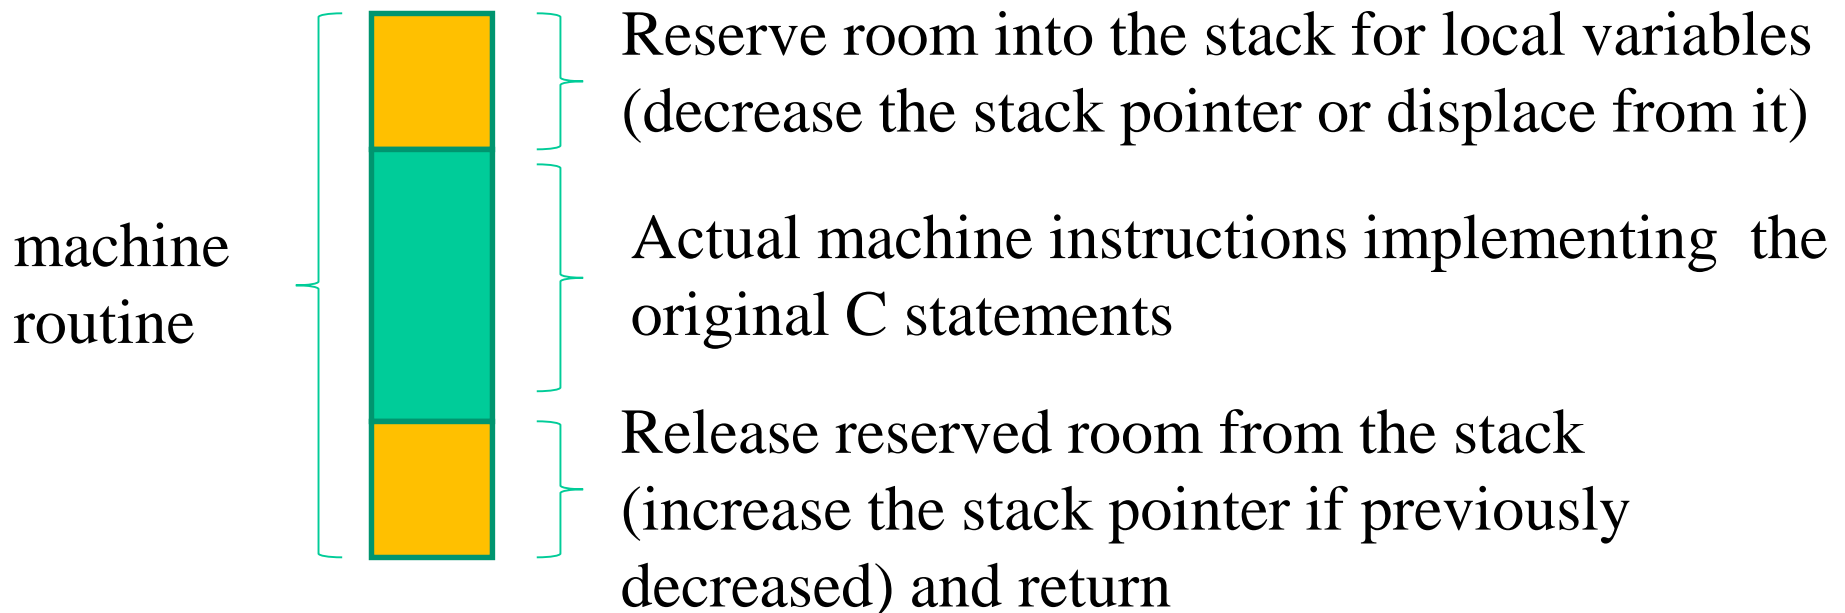 Reserve room into the stack for local variables
(decrease the stack pointer or displace from it)
machine
routine
Actual machine instructions implementing the
original C statements
Release reserved room from the stack
(increase the stack pointer if previously
decreased) and return